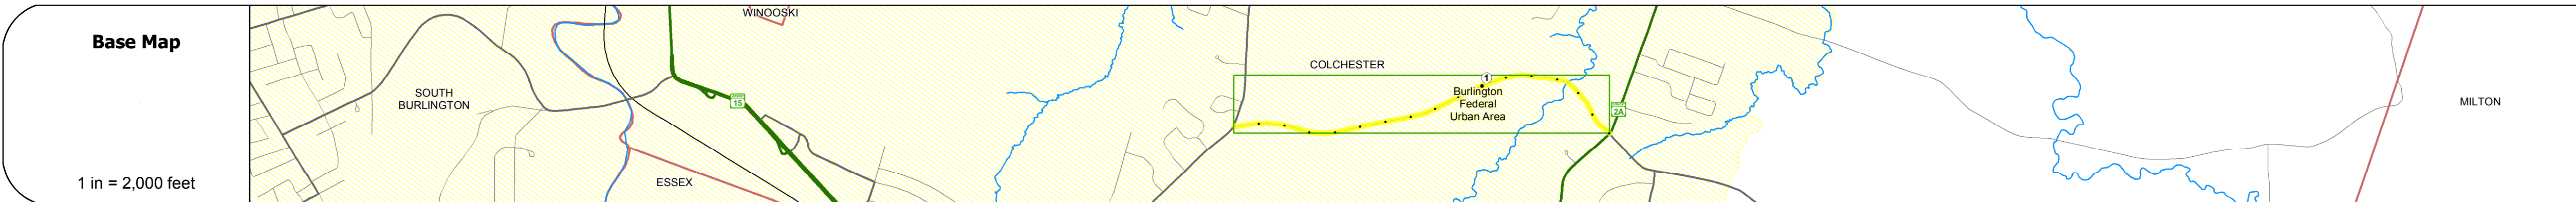 Base Map
1 in = 2,000 feet
WINOOSKI
SOUTH
BURLINGTON
15
ESSEX
COLCHESTER
1
Burlington
Federal
Urban Area
2A
MILTON